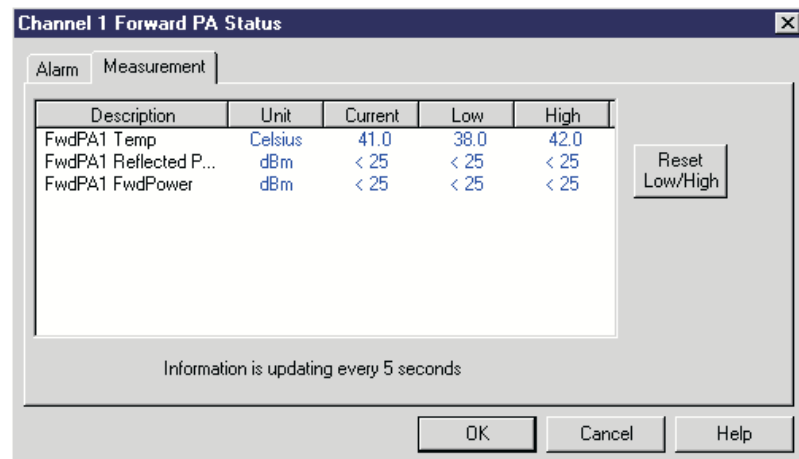 Channel 1 Forward PA Status
Alarm Measurement
Description Unit Current Low High
FwdPA1 Temp Celsius 41.0 38.0 42.0
FwdPA1 Reflected P... dBm < 25 < 25 < 25
FwdPA1 FwdPower dBm < 25 < 25 < 25
Reset
Low/High
Information is updating every 5 seconds
OK Cancel Help